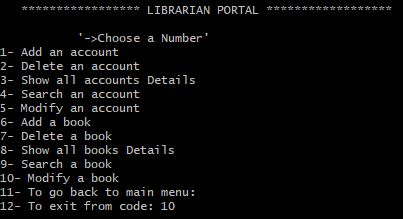 ***************** LIBRARIAN PORTAL ******************
'->Choose a Number'
1- Add an account
2- Delete an account
3- Show all accounts Details
4- Search an account
5- Modify an account
6- Add a book
7- Delete a book
8- Show all books Details
9- Search a book
10- Modify a book
11- To go back to main menu:
12- To exit from code: 10